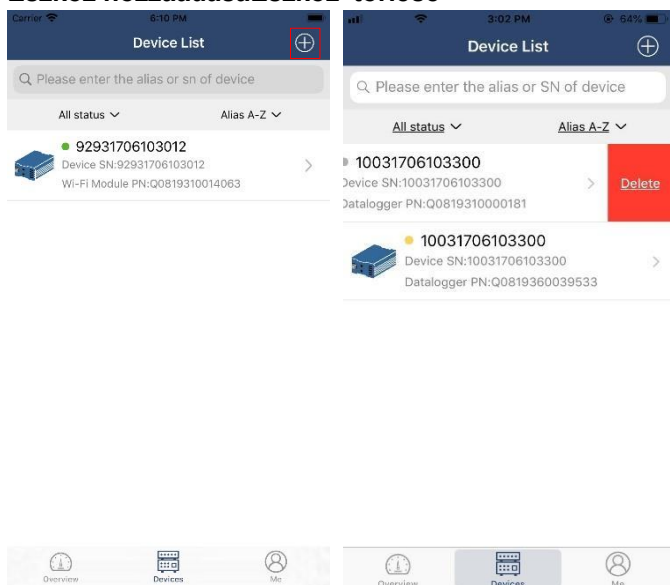 Carrier 6:10 PM
Device List
Please enter the alias or sn of device
All status Alias A-Z
92931706103012
Device SN:92931706103012
Wi-Fi Module PN:Q0819310014063
Overview Devices Me
3:02 PM 64%
Device List
Please enter the alias or SN of device
All status Alias A-Z
10031706103300
Device SN:10031706103300
Datalogger PN:Q0819310000181
Delete
10031706103300
Device SN:10031706103300
Datalogger PN:Q0819360039533
Overview Devices Me